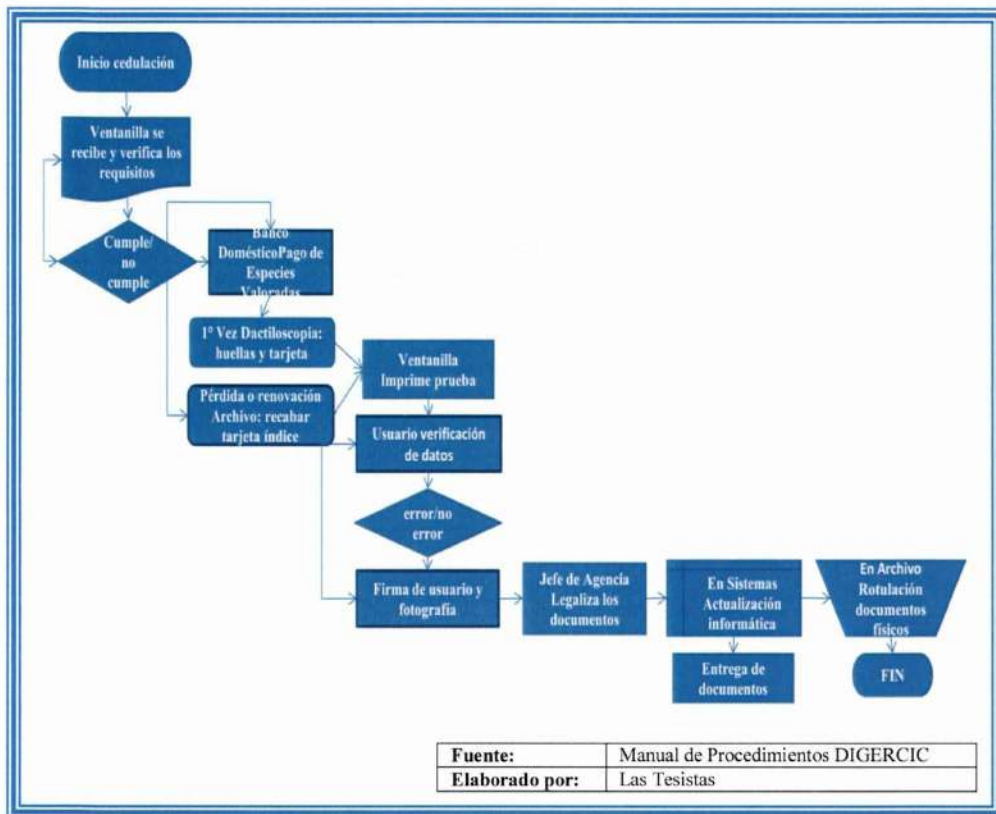 Inicio cedulación
Ventanilla se
recibe y verifica los
requisitos
Cumple/
no
cumple
Banco
DomésticoPago de
Especies
Valoradas
1° Vez Dactiloscopia:
huellas y tarjeta
Pérdida o renovación
Archivo: recabar
tarjeta índice
Ventanilla
Imprime prueba
Usuario verificación
de datos
error/no
error
Firma de usuario y
fotografía
Jefe de Agencia
Legaliza los
documentos
En Sistemas
Actualización
informática
En Archivo
Rotulación
documentos
físicos
Entrega de
documentos
FIN
Fuente: Manual de Procedimientos DIGERCIC
Elaborado por: Las Tesistas